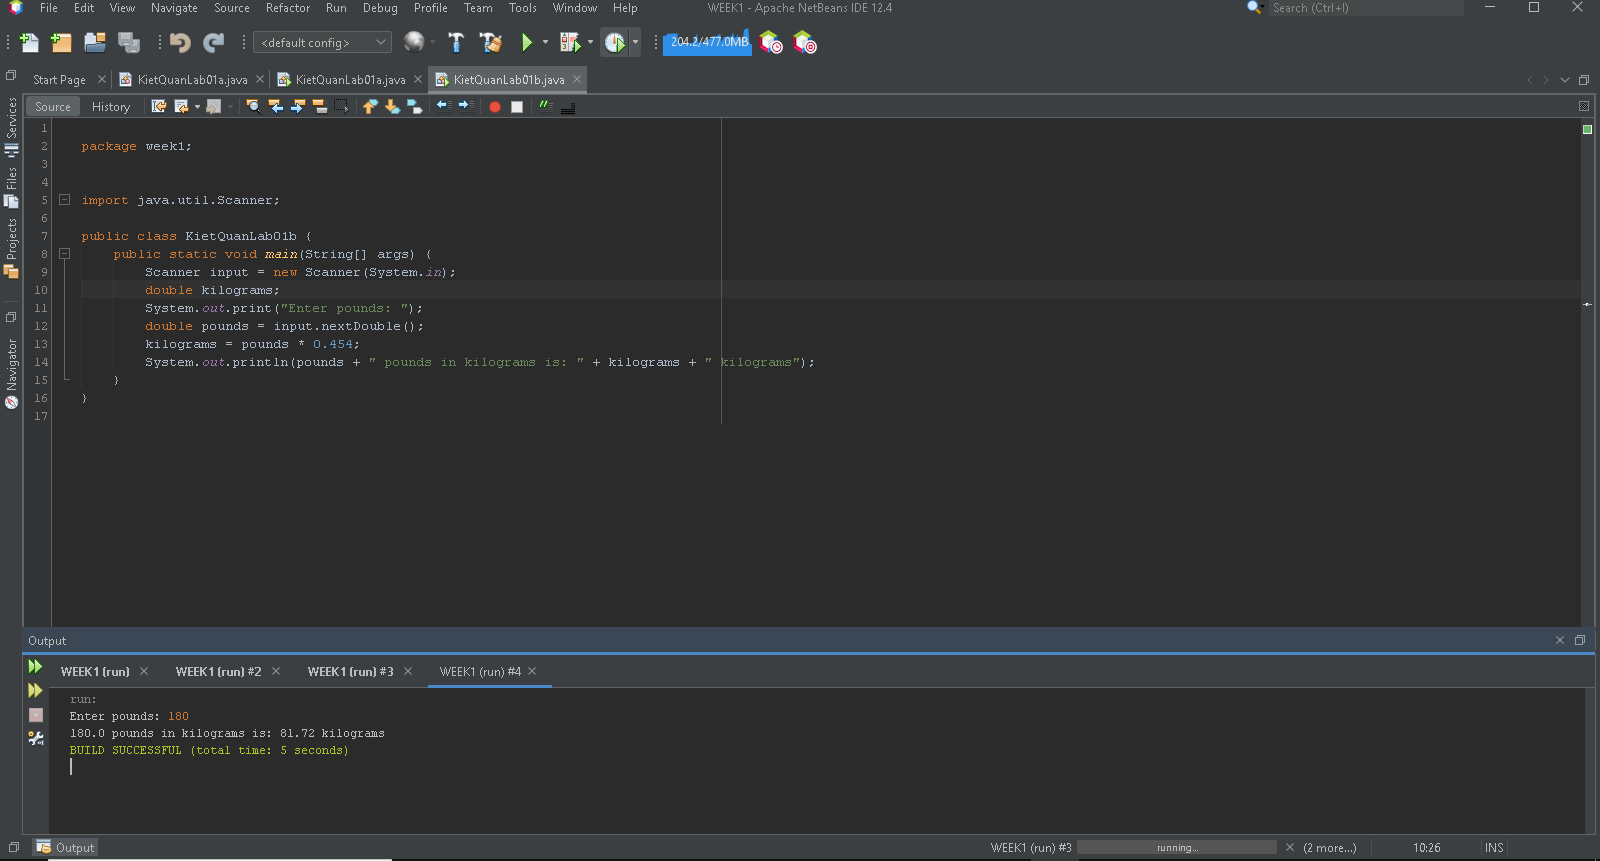 File Edit View Navigate Source Refactor Run Debug Profile Team Tools Window Help WEEK1 - Apache NetBeans IDE 12.4 Search (Ctrl+I)
<default config> 204.2/477.0MB
Start Page KietQuanLab01a.java KietQuanLab01a.java KietQuanLab01b.java
Source History
Services
Files
Projects
Navigator
1
2 package week1;
3
4
5 import java.util.Scanner;
6
7 public class KietQuanLab01b {
8 public static void main(String[] args) {
9 Scanner input = new Scanner(System.in);
10 double kilograms;
11 System.out.print("Enter pounds: ");
12 double pounds = input.nextDouble();
13 kilograms = pounds * 0.454;
14 System.out.println(pounds + " pounds in kilograms is: " + kilograms + " kilograms");
15 }
16 }
17
Output
WEEK1 (run) WEEK1 (run) #2 WEEK1 (run) #3 WEEK1 (run) #4
run:
Enter pounds: 180
180.0 pounds in kilograms is: 81.72 kilograms
BUILD SUCCESSFUL (total time: 5 seconds)
Output WEEK1 (run) #3 running... (2 more...) 10:26 INS